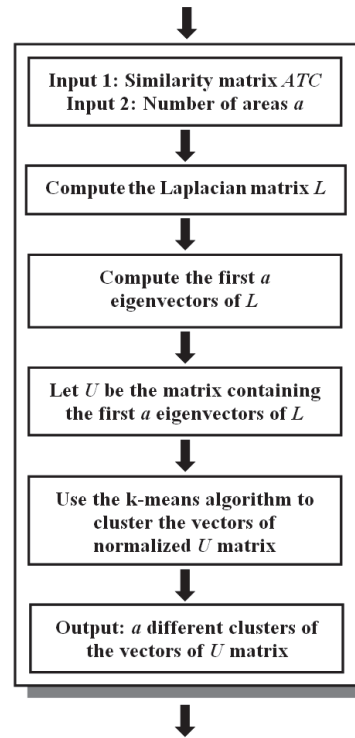 Input 1: Similarity matrix ATC
Input 2: Number of areas a
Compute the Laplacian matrix L
Compute the first a
eigenvectors of L
Let U be the matrix containing
the first a eigenvectors of L
Use the k-means algorithm to
cluster the vectors of
normalized U matrix
Output: a different clusters of
the vectors of U matrix